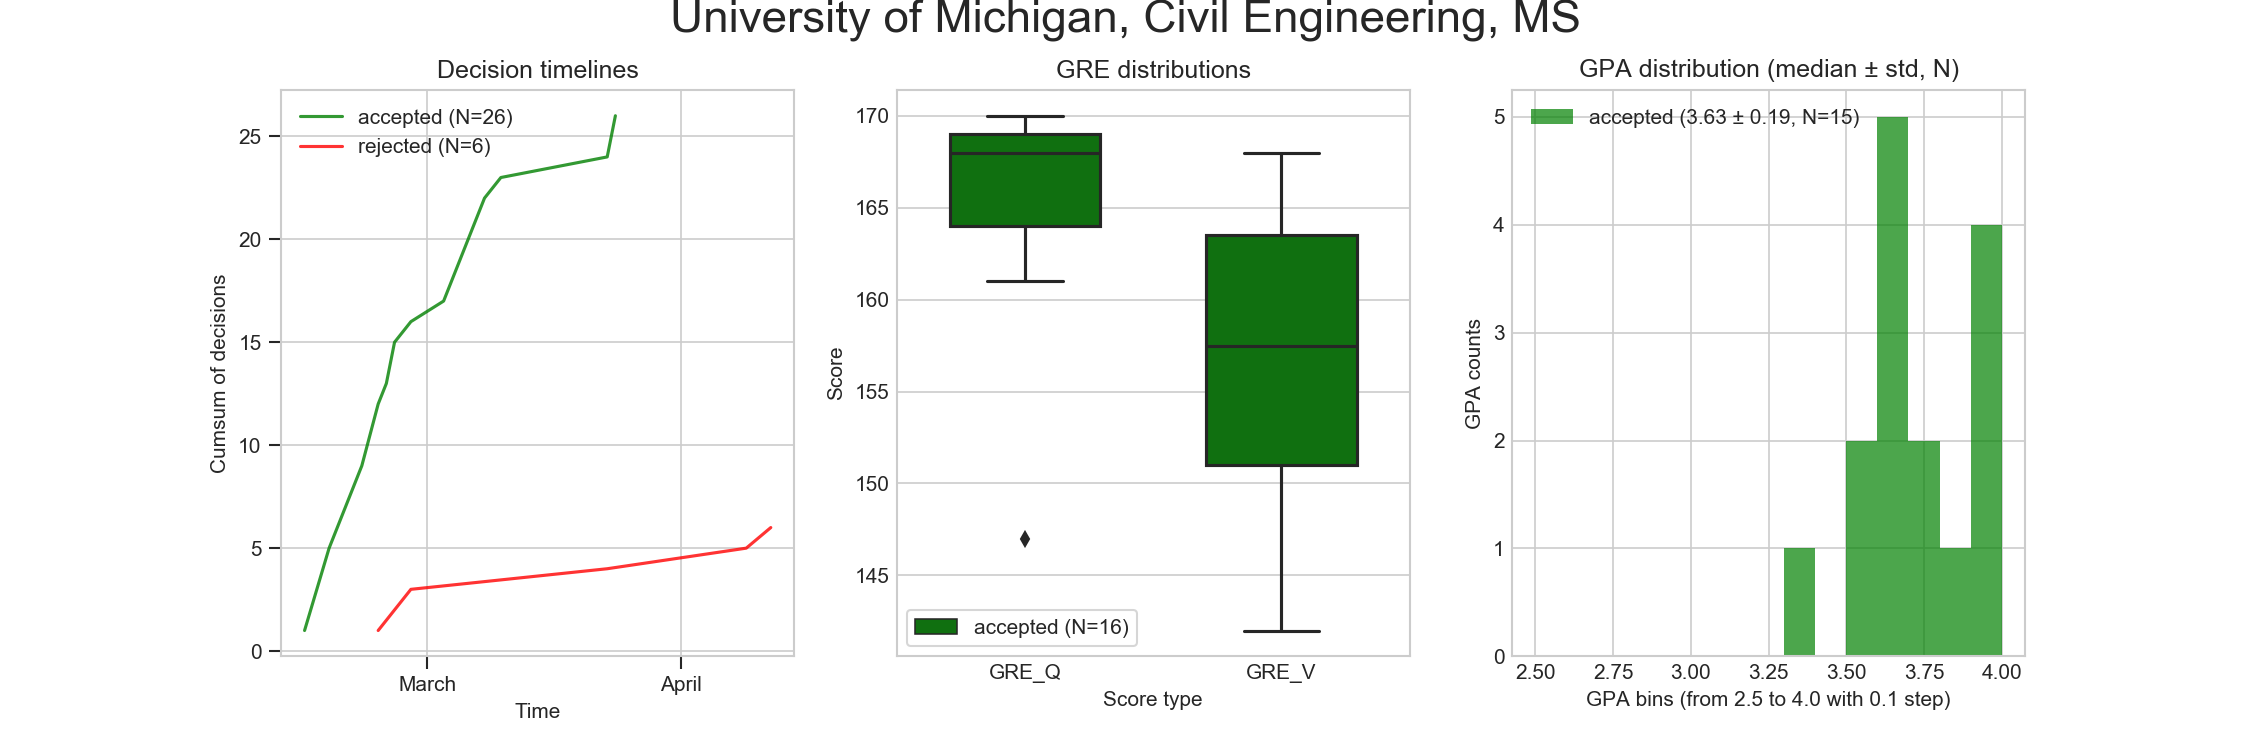 University of Michigan, Civil Engineering, MS
Decision timelines
accepted (N=26)
rejected (N=6)
25
20
15
10
5
0
Cumsum of decisions
March
April
Time
GRE distributions
170
165
160
155
150
145
Score
accepted (N=16)
GRE_Q
GRE_V
Score type
GPA distribution (median ± std, N)
accepted (3.63 ± 0.19, N=15)
5
4
3
2
1
0
GPA counts
2.50
2.75
3.00
3.25
3.50
3.75
4.00
GPA bins (from 2.5 to 4.0 with 0.1 step)